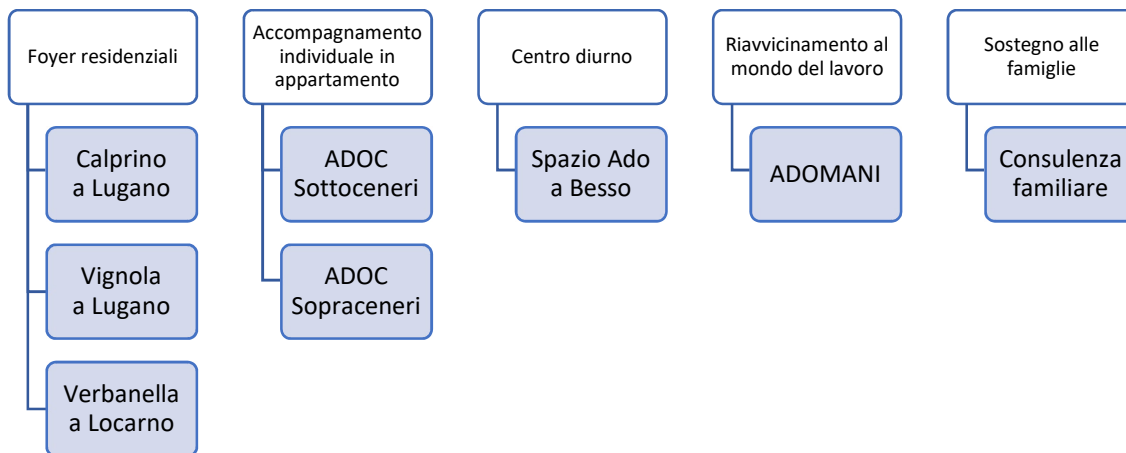 Foyer residenziali
Calprino
a Lugano
Vignola
a Lugano
Verbanella
a Locarno
Accompagnamento
individuale in
appartamento
ADOC
Sottoceneri
ADOC
Sopraceneri
Centro diurno
Spazio Ado
a Besso
Riavvicinamento al
mondo del lavoro
ADOMANI
Sostegno alle
famiglie
Consulenza
familiare